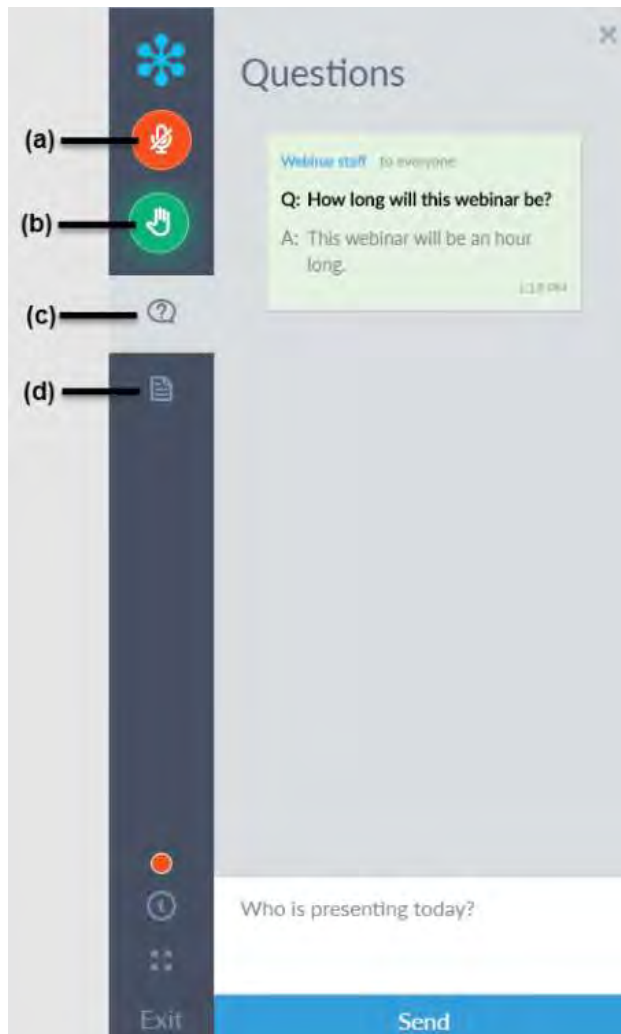 Questions
(a)
Webinar staff to everyone
Q: How long will this webinar be?
(b)
A: This webinar will be an hour
long.
(c)
(d)
Who is presenting today?
Exit
Send